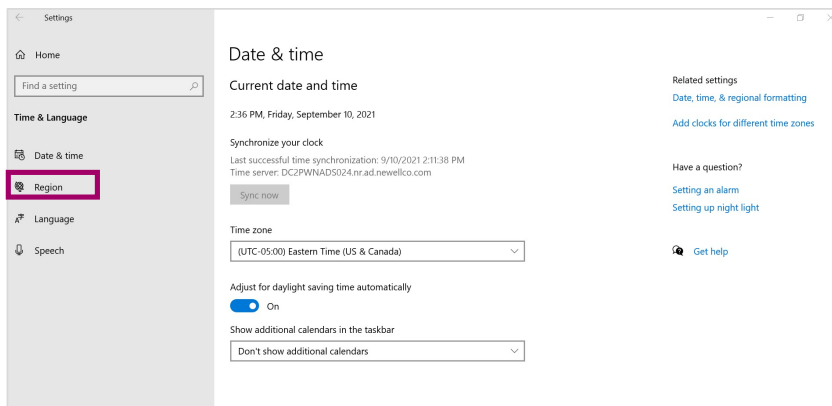 Settings
Home
Find a setting
Time & Language
Date & time
Region
Language
Speech
Date & time
Current date and time
2:36 PM, Friday, September 10, 2021
Synchronize your clock
Last successful time synchronization: 9/10/2021 2:11:38 PM
Time server: DC2PWNADS024.nr.ad.newellco.com
Sync now
Time zone
(UTC-05:00) Eastern Time (US & Canada)
Adjust for daylight saving time automatically
On
Show additional calendars in the taskbar
Don't show additional calendars
Related settings
Date, time, & regional formatting
Add clocks for different time zones
Have a question?
Setting an alarm
Setting up night light
Get help